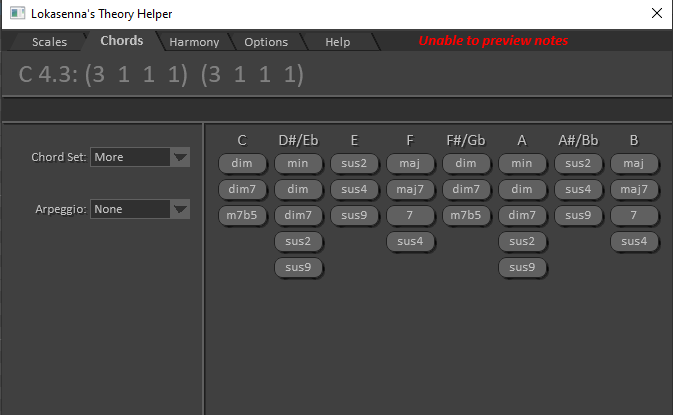 Lokasenna's Theory Helper
Scales Chords Harmony Options Help Unable to preview notes
C 4.3: (3 1 1 1) (3 1 1 1)
C D#/Eb E F F#/Gb A A#/Bb B
Chord Set: More dim min sus2 maj dim min sus2 maj
dim7 dim sus4 maj7 dim7 dim sus4 maj7
Arpeggio: None m7b5 dim7 sus9 7 m7b5 dim7 sus9 7
sus2 sus4 sus2 sus4
sus9 sus9